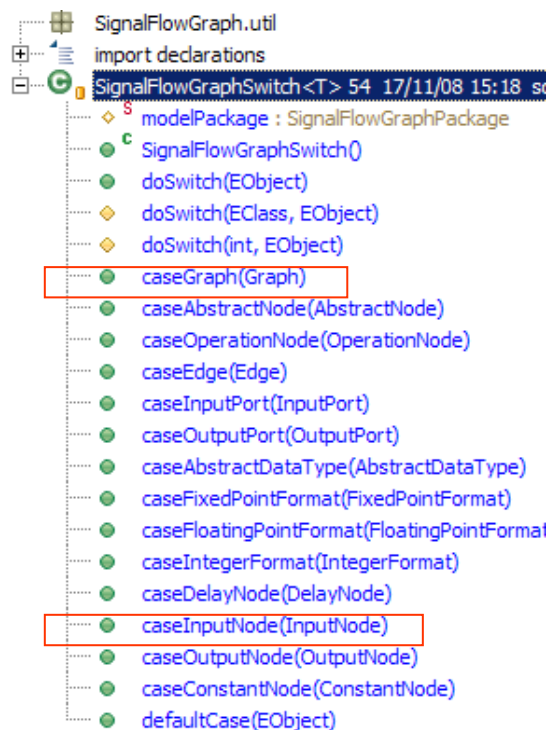 SignalFlowGraph.util
import declarations
SignalFlowGraphSwitch<T> 54 17/11/08 15:18
S modelPackage : SignalFlowGraphPackage
C SignalFlowGraphSwitch()
doSwitch(EObject)
doSwitch(EClass, EObject)
doSwitch(int, EObject)
caseGraph(Graph)
caseAbstractNode(AbstractNode)
caseOperationNode(OperationNode)
caseEdge(Edge)
caseInputPort(InputPort)
caseOutputPort(OutputPort)
caseAbstractDataType(AbstractDataType)
caseFixedPointFormat(FixedPointFormat)
caseFloatingPointFormat(FloatingPointFormat
caseIntegerFormat(IntegerFormat)
caseDelayNode(DelayNode)
caseInputNode(InputNode)
caseOutputNode(OutputNode)
caseConstantNode(ConstantNode)
defaultCase(EObject)